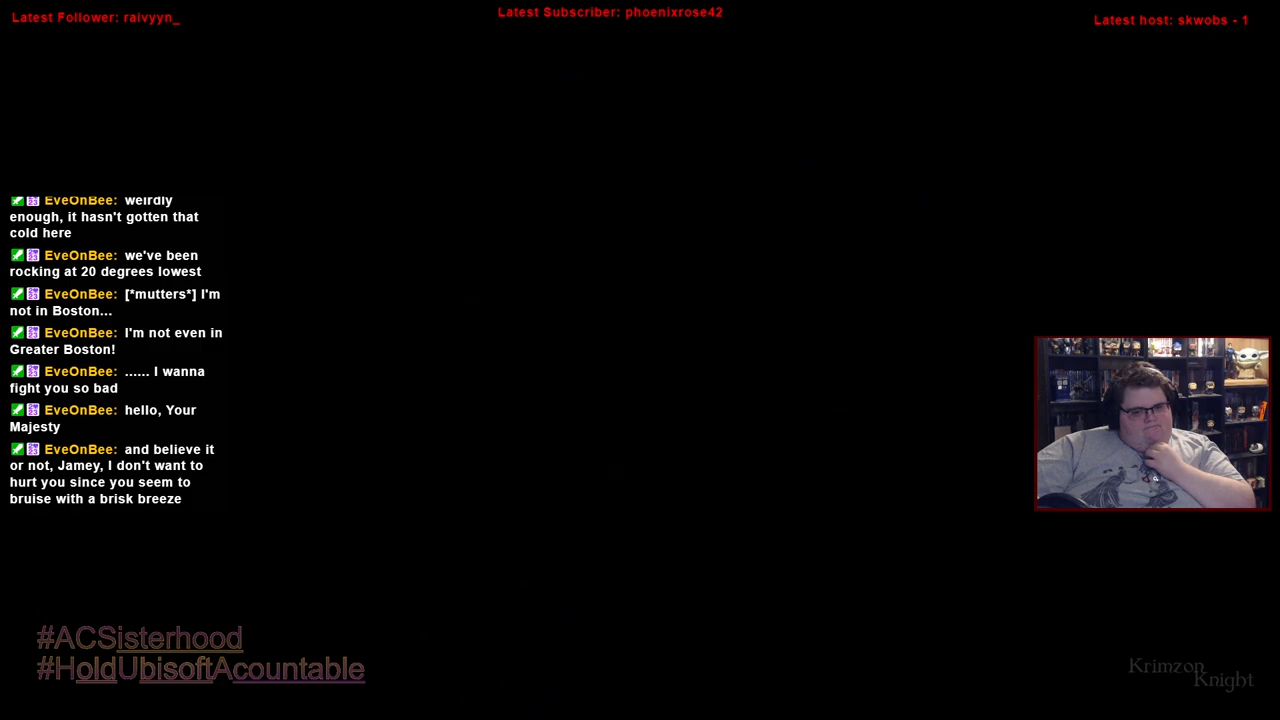 Latest Follower: raivyyn_
Latest Subscriber: phoenixrose42
Latest host: skwobs - 1
EveOnBee: weirdly
enough, it hasn't gotten that
cold here
EveOnBee: we've been
rocking at 20 degrees lowest
EveOnBee: [*mutters*] I'm
not in Boston...
EveOnBee: I'm not even in
Greater Boston!
EveOnBee: ...... I wanna
fight you so bad
EveOnBee: hello, Your
Majesty
EveOnBee: and believe it
or not, Jamey, I don't want to
hurt you since you seem to
bruise with a brisk breeze
#ACSisterhood
#HoldUbisoftAcountable
Krimzon
Knight